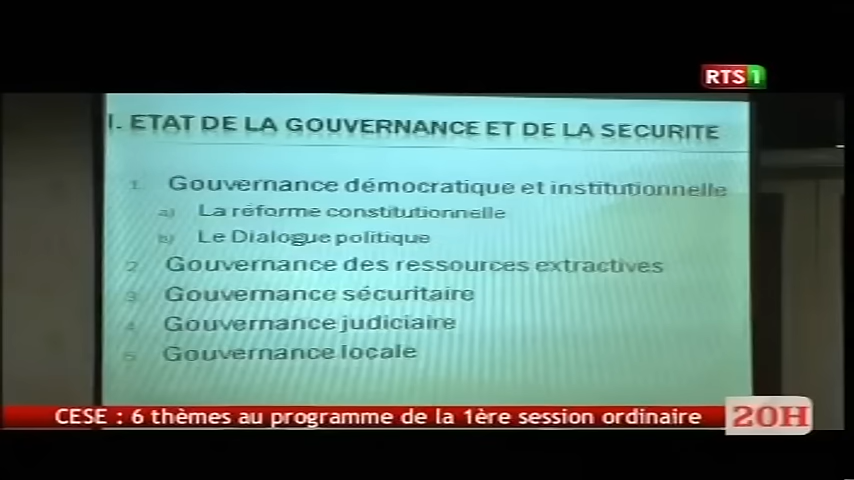 RTS1
I. ETAT DE LA GOUVERNANCE ET DE LA SECURITE
1. Gouvernance démocratique et institutionnelle
a) La réforme constitutionnelle
b) Le Dialogue politique
2. Gouvernance des ressources extractives
3. Gouvernance sécuritaire
4. Gouvernance judiciaire
5. Gouvernance locale
CESE : 6 thèmes au programme de la 1ère session ordinaire
20H